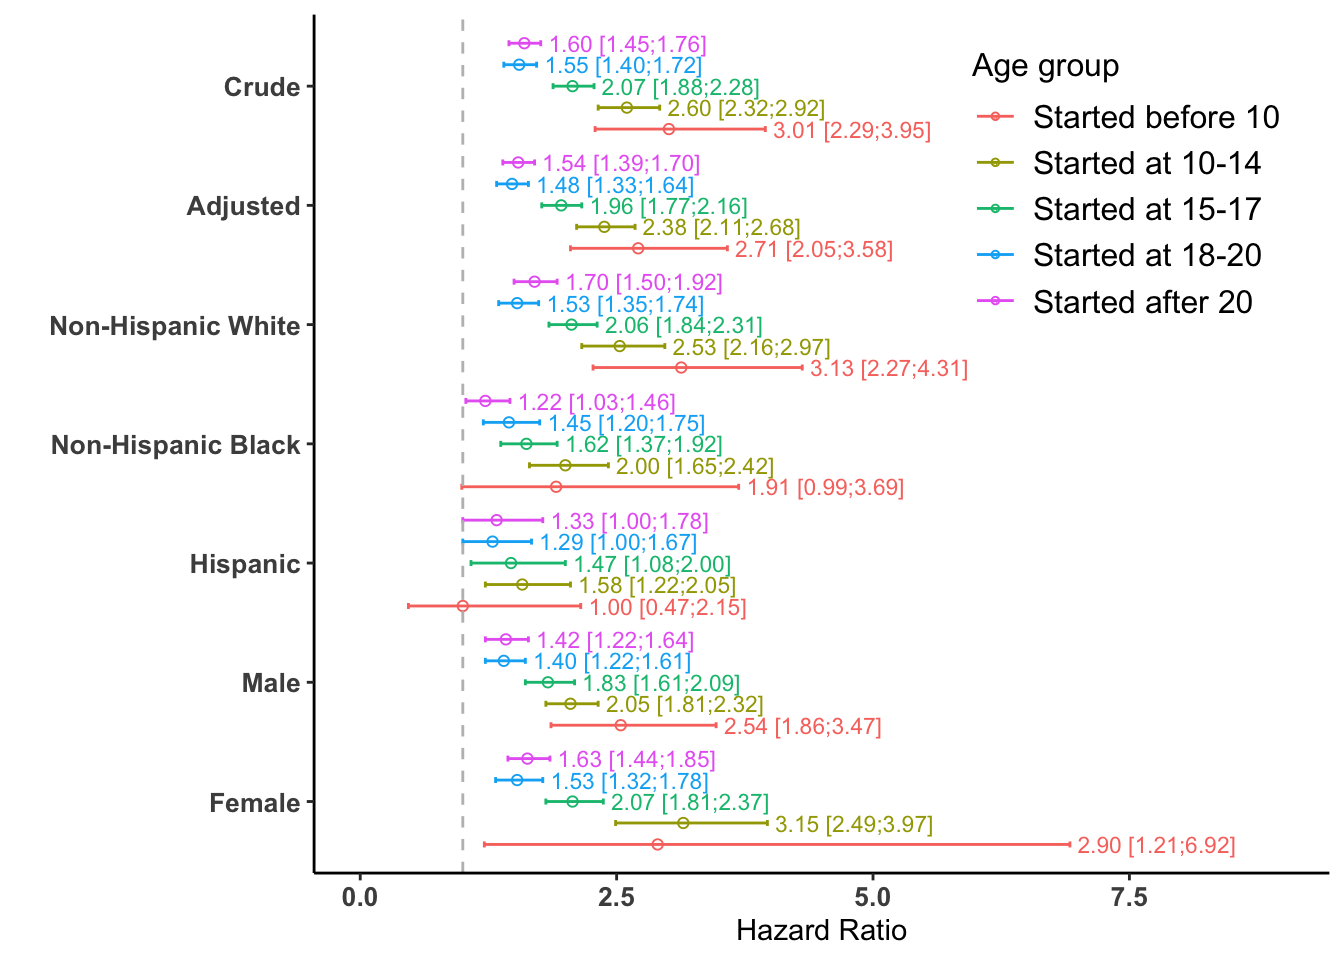 Crude
1.60 [1.45;1.76]
1.55 [1.40;1.72]
2.07 [1.88;2.28]
2.60 [2.32;2.92]
3.01 [2.29;3.95]
Adjusted
1.54 [1.39;1.70]
1.48 [1.33;1.64]
1.96 [1.77;2.16]
2.38 [2.11;2.68]
2.71 [2.05;3.58]
Non-Hispanic White
1.70 [1.50;1.92]
1.53 [1.35;1.74]
2.06 [1.84;2.31]
2.53 [2.16;2.97]
3.13 [2.27;4.31]
Non-Hispanic Black
1.22 [1.03;1.46]
1.45 [1.20;1.75]
1.62 [1.37;1.92]
2.00 [1.65;2.42]
1.91 [0.99;3.69]
Hispanic
1.33 [1.00;1.78]
1.29 [1.00;1.67]
1.47 [1.08;2.00]
1.58 [1.22;2.05]
1.00 [0.47;2.15]
Male
1.42 [1.22;1.64]
1.40 [1.22;1.61]
1.83 [1.61;2.09]
2.05 [1.81;2.32]
2.54 [1.86;3.47]
Female
1.63 [1.44;1.85]
1.53 [1.32;1.78]
2.07 [1.81;2.37]
3.15 [2.49;3.97]
2.90 [1.21;6.92]
0.0 2.5 5.0 7.5
Hazard Ratio
Age group
Started before 10
Started at 10-14
Started at 15-17
Started at 18-20
Started after 20